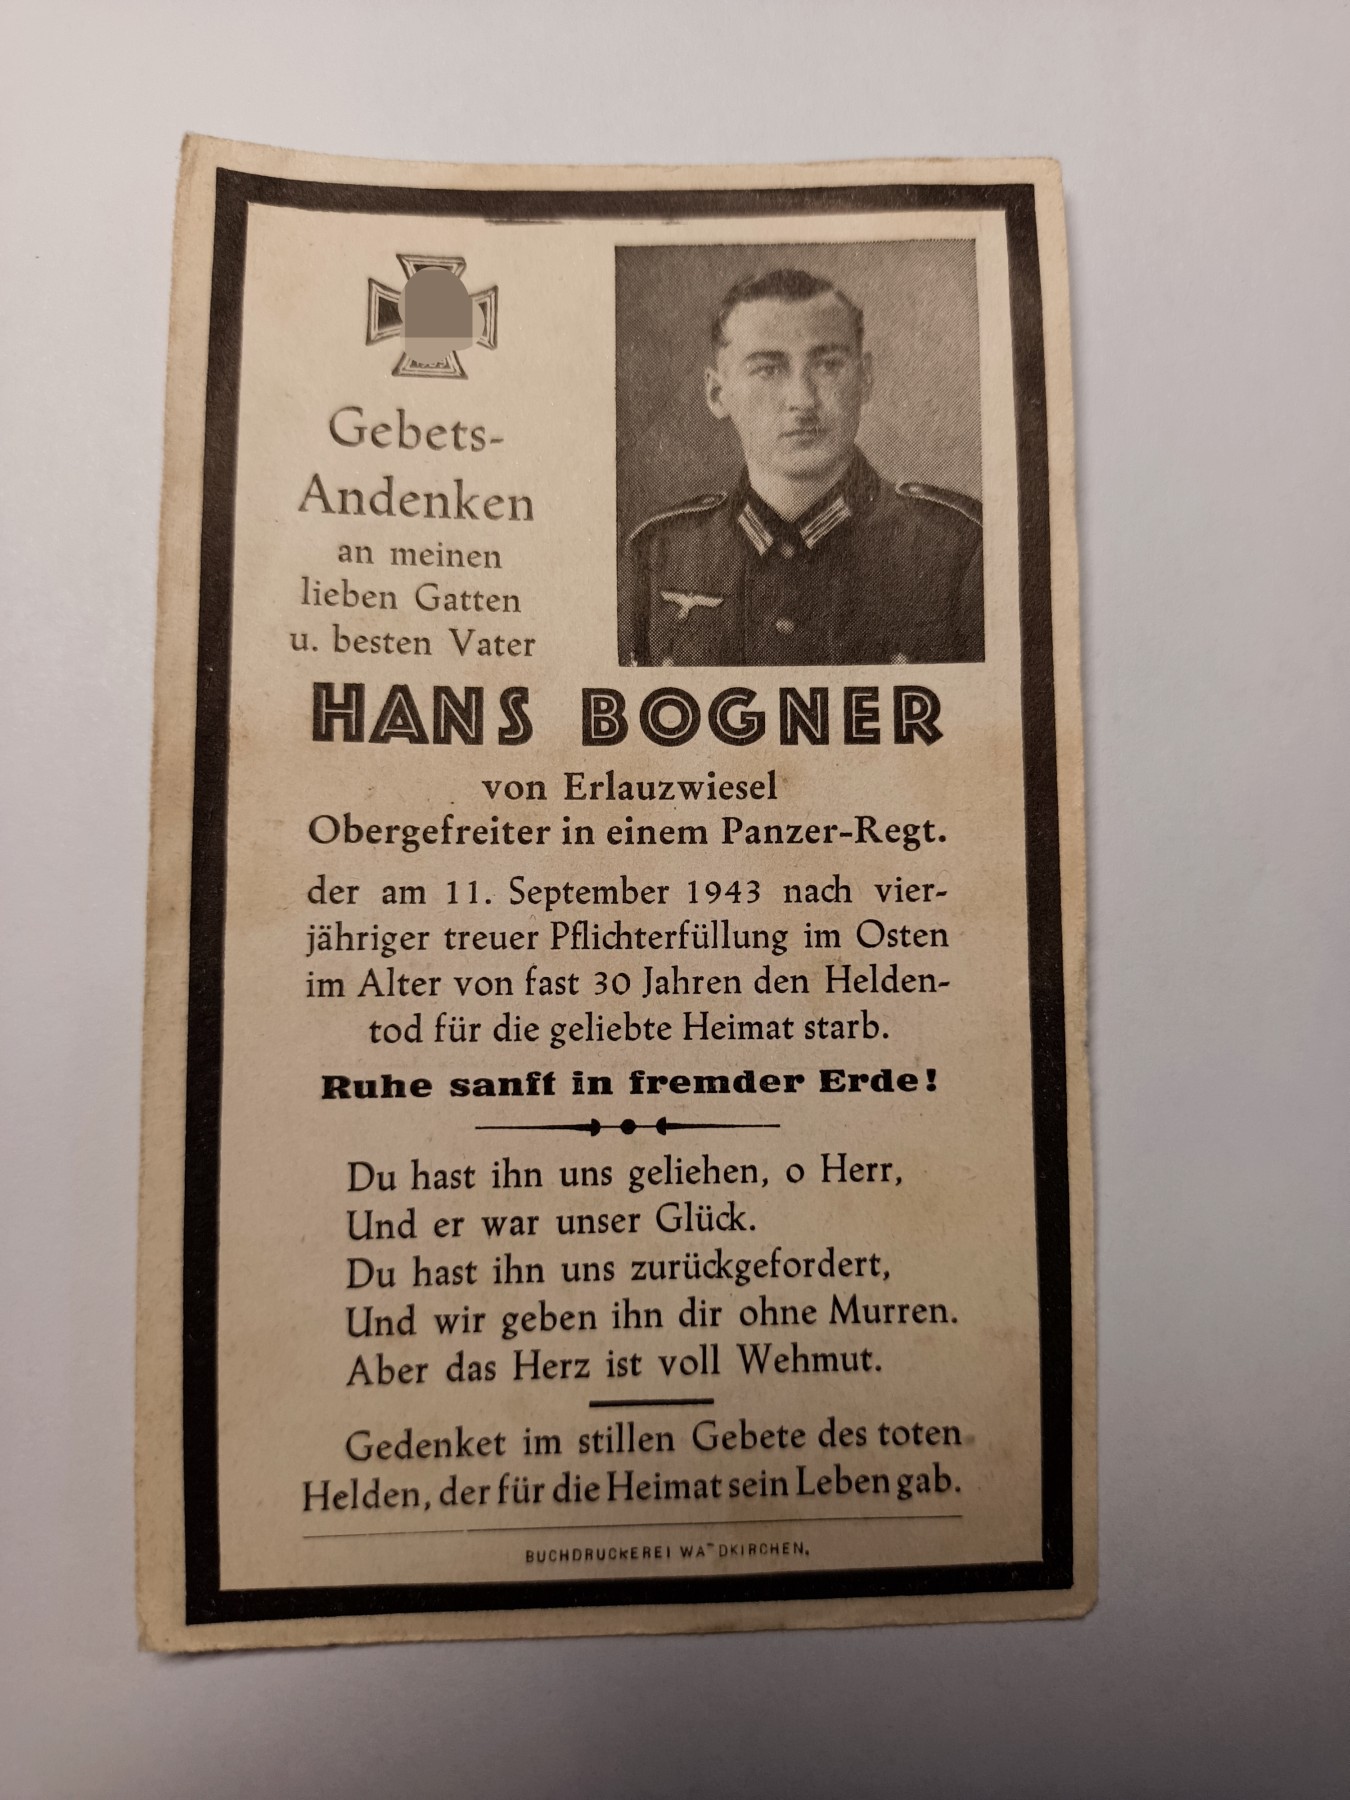 Gebets-
Andenken
an meinen
lieben Gatten
u. besten Vater
HANS BOGNER
von Erlauzwiesel
Obergefreiter in einem Panzer-Regt.
der am 11. September 1943 nach vier-
jähriger treuer Pflichterfüllung im Osten
im Alter von fast 30 Jahren den Helden-
tod für die geliebte Heimat starb.
Ruhe sanft in fremder Erde!
Du hast ihn uns geliehen, o Herr,
Und er war unser Glück.
Du hast ihn uns zurückgefordert,
Und wir geben ihn dir ohne Murren.
Aber das Herz ist voll Wehmut.
Gedenket im stillen Gebete des toten
Helden, der für die Heimat sein Leben gab.
BUCHDRUCKEREI WALDKIRCHEN.